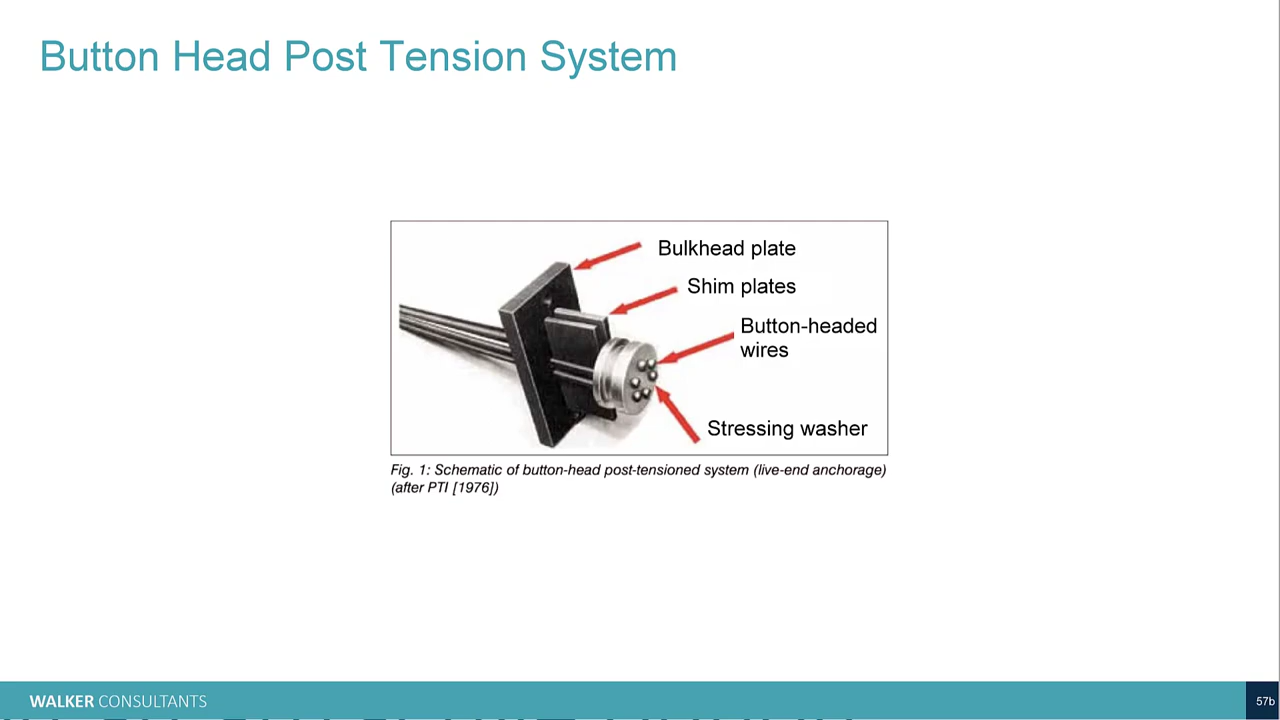 Button Head Post Tension System
Bulkhead plate
Shim plates
Button-headed
wires
Stressing washer
Fig. 1: Schematic of button-head post-tensioned system (live-end anchorage)
(after PTI [1976])
WALKER CONSULTANTS
57b